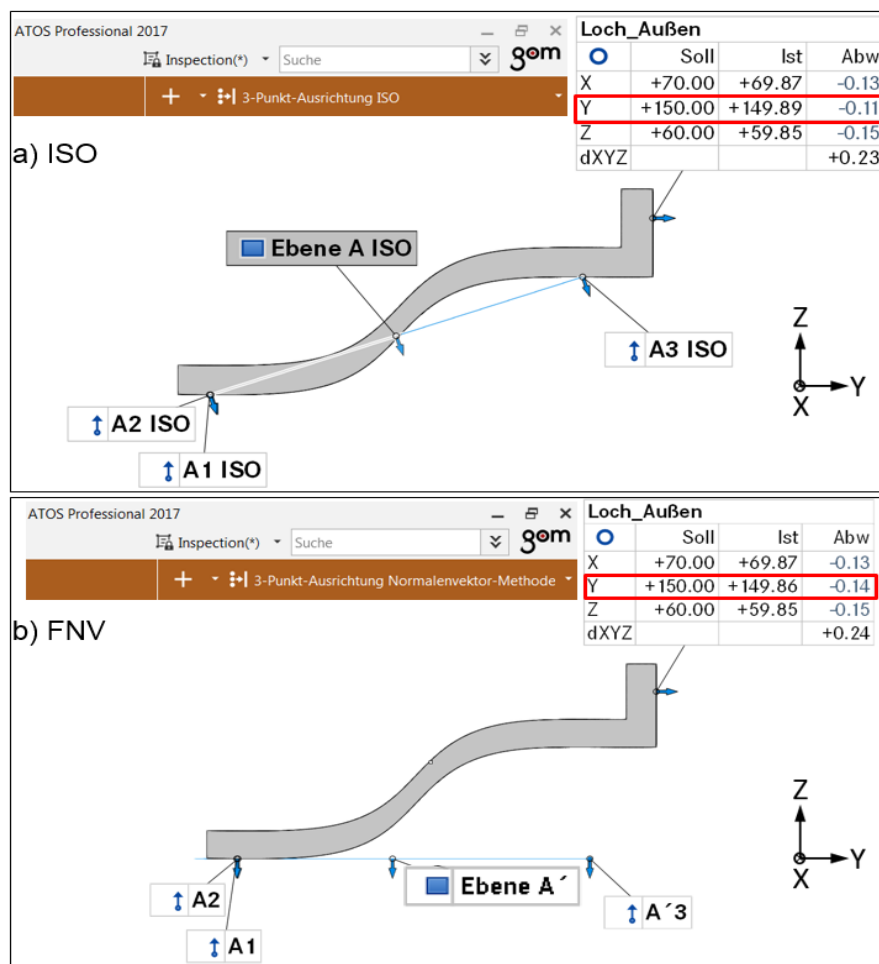 ATOS Professional 2017
Inspection(*) Suche gom
3-Punkt-Ausrichtung ISO
Loch_Außen
Soll Ist Abw
X +70.00 +69.87 -0.13
Y +150.00 +149.89 -0.11
Z +60.00 +59.85 -0.15
dXYZ +0.23
a) ISO
Ebene A ISO
A3 ISO
A2 ISO
A1 ISO
Z
Y
X
ATOS Professional 2017
Inspection(*) Suche gom
3-Punkt-Ausrichtung Normalenvektor-Methode
Loch_Außen
Soll Ist Abw
X +70.00 +69.87 -0.13
Y +150.00 +149.86 -0.14
Z +60.00 +59.85 -0.15
dXYZ +0.24
b) FNV
Ebene A´
A2
A´3
A1
Z
Y
X